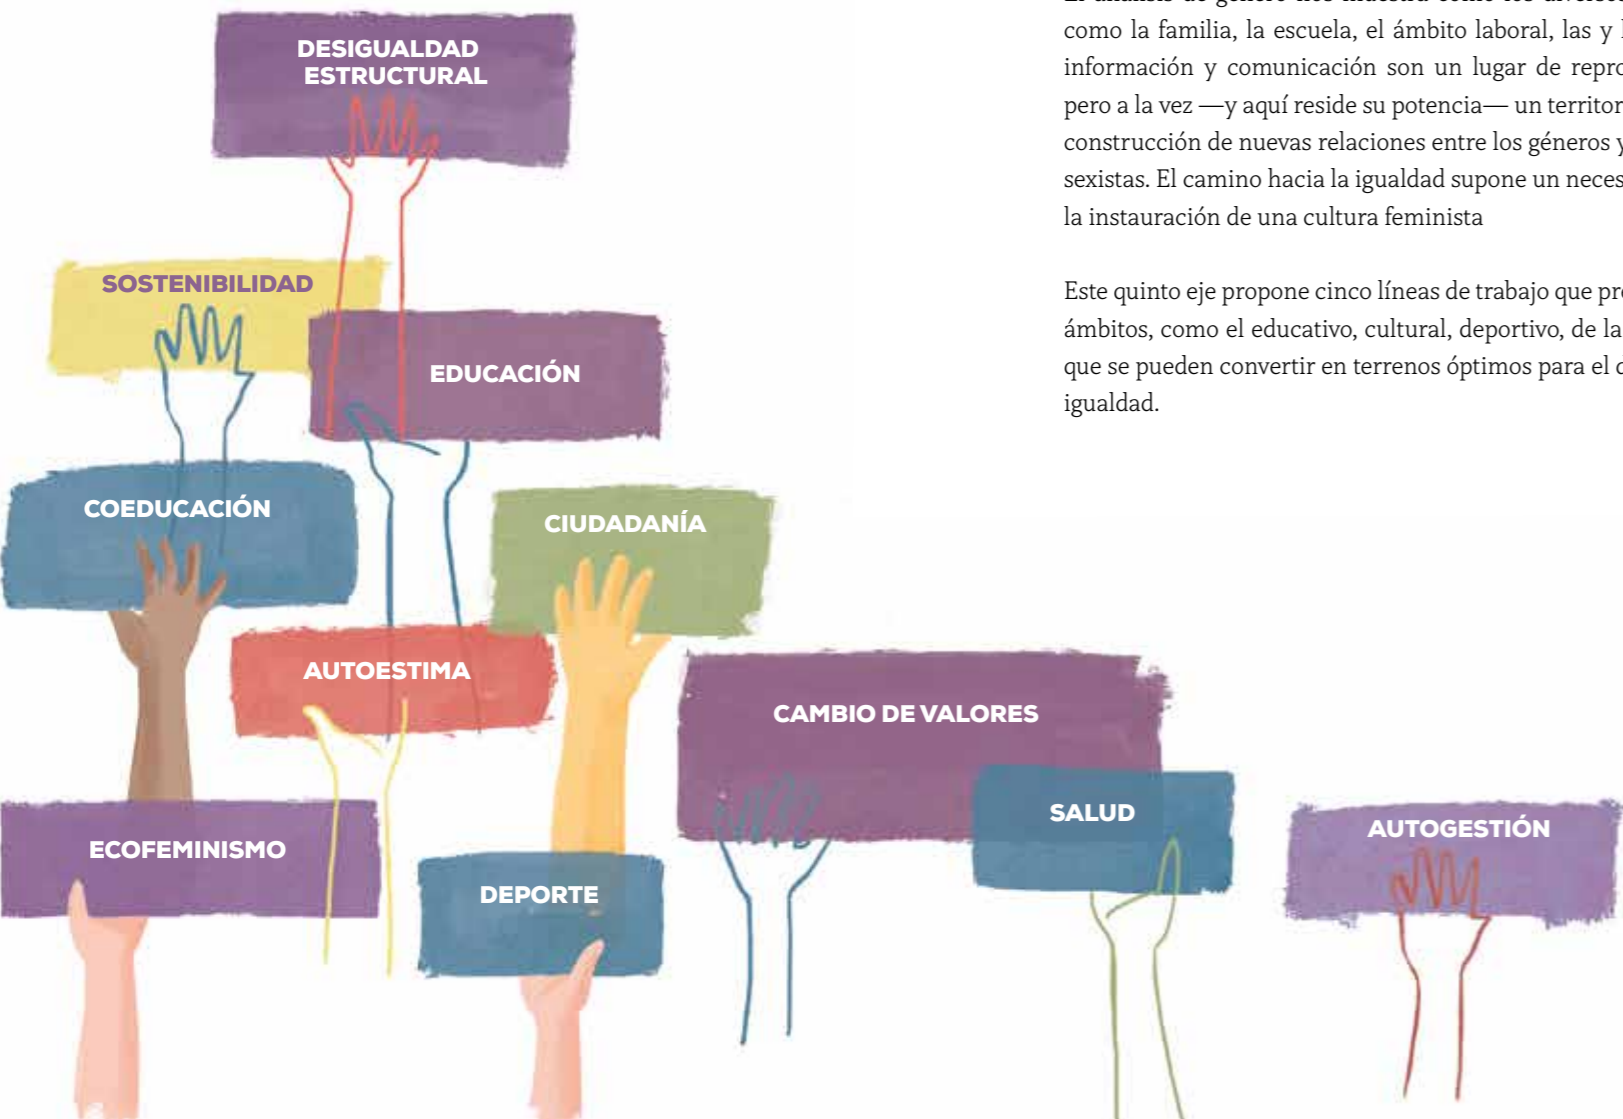 DESIGUALDAD
ESTRUCTURAL
SOSTENIBILIDAD
EDUCACIÓN
COEDUCACIÓN
CIUDADANÍA
AUTOESTIMA
CAMBIO DE VALORES
SALUD
AUTOGESTIÓN
ECOFEMINISMO
DEPORTE
como la familia, la escuela, el ámbito laboral, las y
información y comunicación son un lugar de repro
pero a la vez —y aquí reside su potencia— un territor
construcción de nuevas relaciones entre los géneros y
sexistas. El camino hacia la igualdad supone un neces
la instauración de una cultura feminista
Este quinto eje propone cinco líneas de trabajo que pr
ámbitos, como el educativo, cultural, deportivo, de la
que se pueden convertir en terrenos óptimos para el
igualdad.